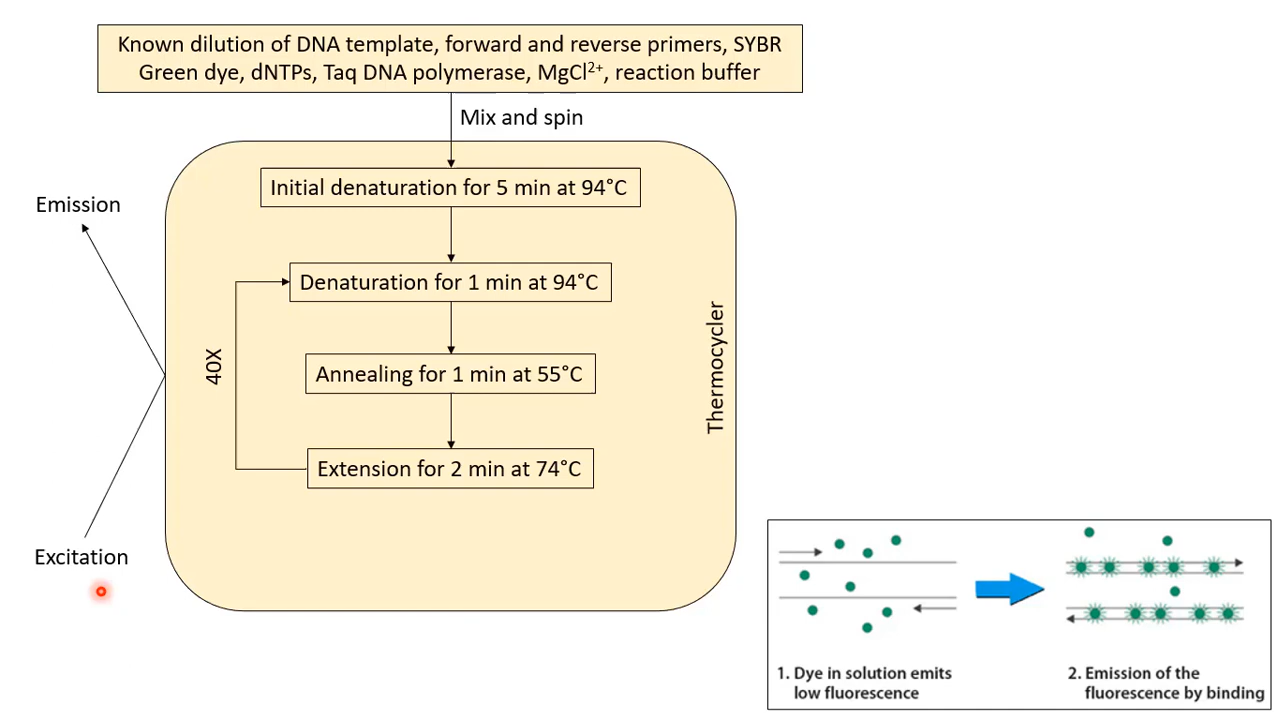 Known dilution of DNA template, forward and reverse primers, SYBR
Green dye, dNTPs, Taq DNA polymerase, MgCl²⁺, reaction buffer
Mix and spin
Initial denaturation for 5 min at 94°C
Emission
Denaturation for 1 min at 94°C
40X
Annealing for 1 min at 55°C
Thermocycler
Extension for 2 min at 74°C
Excitation
1. Dye in solution emits
low fluorescence
2. Emission of the
fluorescence by binding